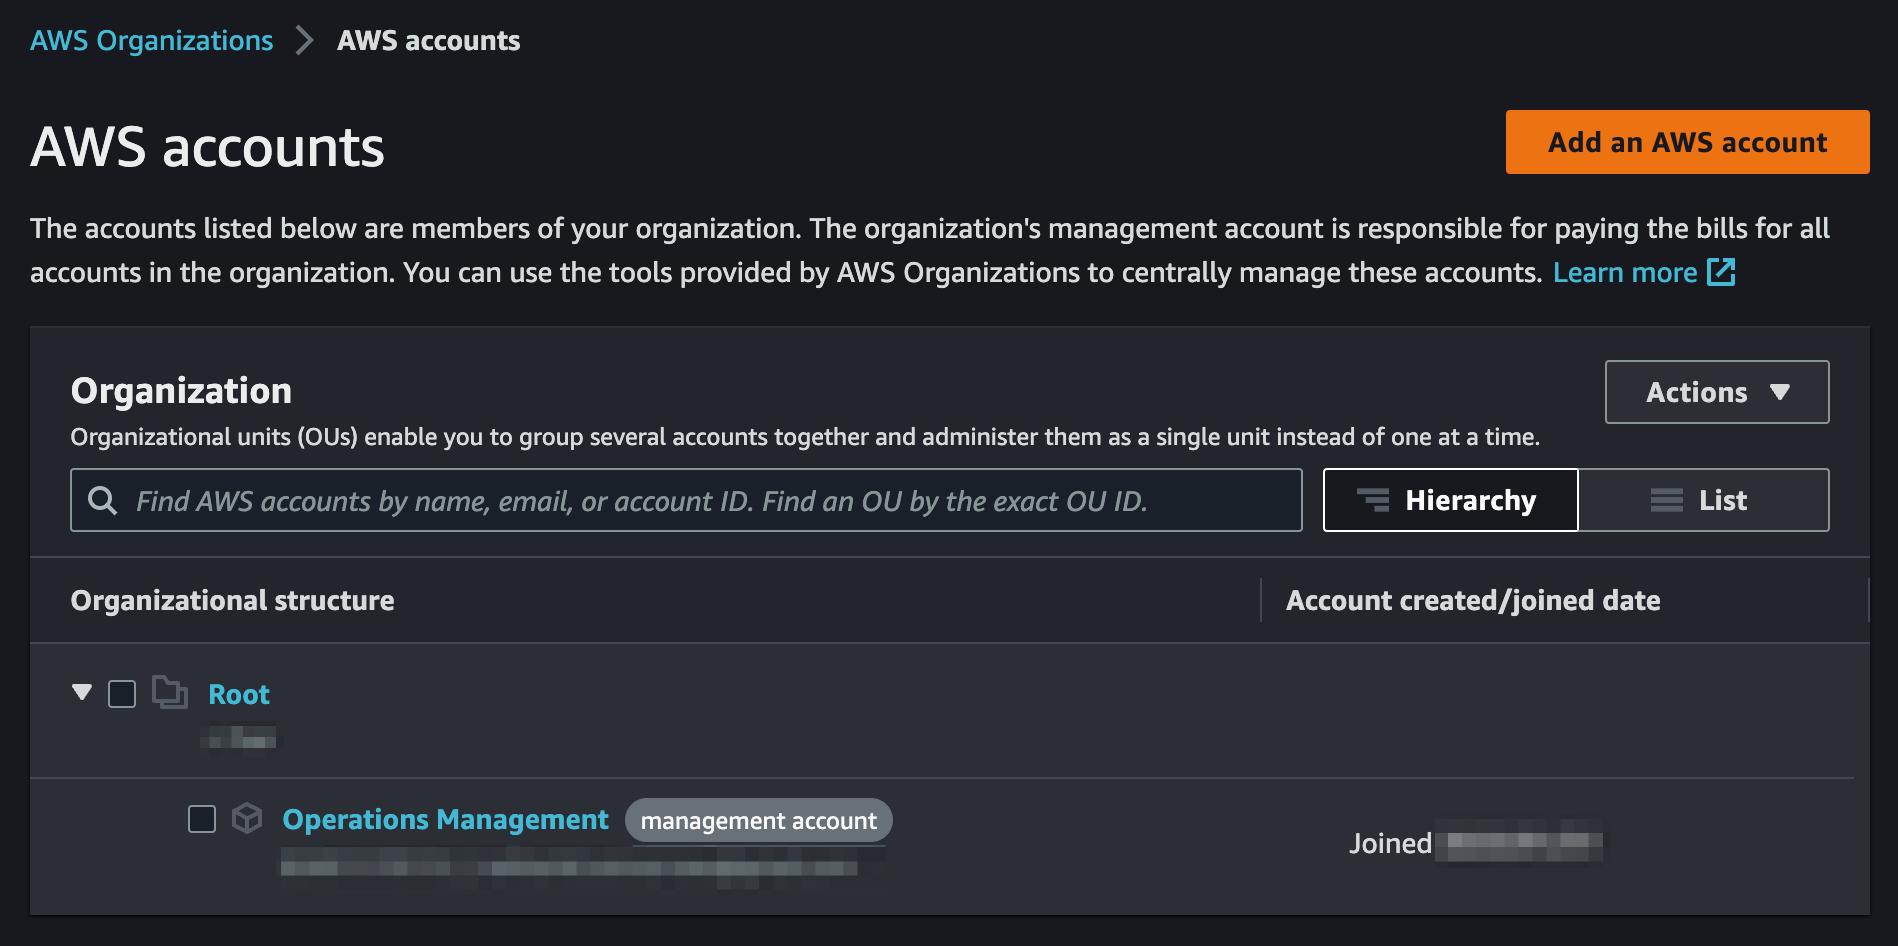 AWS Organizations > AWS accounts
AWS accounts
Add an AWS account
The accounts listed below are members of your organization. The organization's management account is responsible for paying the bills for all
accounts in the organization. You can use the tools provided by AWS Organizations to centrally manage these accounts. Learn more
Organization
Actions
Organizational units (OUs) enable you to group several accounts together and administer them as a single unit instead of one at a time.
Find AWS accounts by name, email, or account ID. Find an OU by the exact OU ID.
Hierarchy
List
Organizational structure
Account created/joined date
Root
Operations Management
management account
Joined